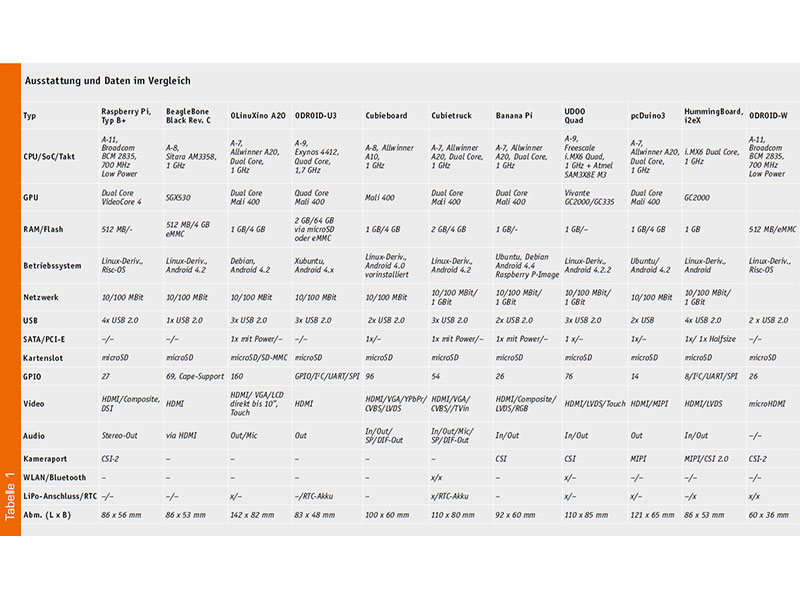 Ausstattung und Daten im Vergleich
Typ Raspberry Pi, Typ B+ BeagleBone Black Rev. C OLinuXino A20 ODROID-U3 Cubieboard Cubietruck Banana Pi UDOO Quad pcDuino3 HummingBoard, i2eX ODROID-W
CPU/SoC/Takt A-11, Broadcom BCM 2835, 700 MHz Low Power A-8, Sitara AM3358, 1 GHz A-7, Allwinner A20, Dual Core, 1 GHz A-9, Exynos 4412, Quad Core, 1,7 GHz A-8, Allwinner A10, 1 GHz A-7, Allwinner A20, Dual Core, 1 GHz A-7, Allwinner A20, Dual Core, 1 GHz A-9, Freescale i.MX6 Quad, 1 GHz + Atmel SAM3X8E M3 A-7, Allwinner A20, Dual Core, 1 GHz i.MX6 Dual Core, 1 GHz A-11, Broadcom BCM 2835, 700 MHz Low Power
GPU Dual Core VideoCore 4 SGX530 Dual Core Mali 400 Quad Core Mali 400 Mali 400 Dual Core Mali 400 Dual Core Mali 400 Vivante GC2000/GC335 Dual Core Mali 400 GC2000
RAM/Flash 512 MB/- 512 MB/4 GB eMMC 1 GB/4 GB 2 GB/64 GB via microSD oder eMMC 1 GB/4 GB 2 GB/4 GB 1 GB/- 1 GB/– 1 GB/4 GB 1 GB 512 MB/eMMC
Betriebssystem Linux-Deriv., Risc-OS Linux-Deriv., Android 4.2 Debian, Android 4.2 Xubuntu, Android 4.x Linux-Deriv., Android 4.0 vorinstalliert Linux-Deriv., Android 4.2 Ubuntu, Debian Android 4.4 Raspberry P-Image Linux-Deriv., Android 4.2.2 Ubuntu/ Android 4.2 Linux-Deriv., Android Linux-Deriv., Risc-OS
Netzwerk 10/100 MBit 10/100 MBit 10/100 MBit 10/100 MBit 10/100 MBit 10/100 MBit/ 1 GBit 10/100 MBit/ 1 GBit 10/100 MBit/ 1 GBit 10/100 MBit 10/100 MBit/ 1 GBit
USB 4x USB 2.0 1x USB 2.0 3x USB 2.0 3x USB 2.0 2x USB 2.0 3x USB 2.0 2x USB 2.0 3x USB 2.0 2x USB 4x USB 2.0 2 x USB 2.0
SATA/PCI-E –/– –/– 1x mit Power/– –/– 1x/– 1x mit Power/– 1x mit Power/– 1 x/– 1x/– 1x/ 1x Halfsize –/–
Kartenslot microSD microSD microSD/SD-MMC microSD microSD microSD microSD microSD microSD microSD microSD
GPIO 27 69, Cape-Support 160 GPIO/I²C/UART/SPI 96 54 26 76 14 8/I²C/UART/SPI 26
Video HDMI/Composite, DSI HDMI HDMI/ VGA/LCD direkt bis 10“, Touch HDMI HDMI/VGA/YPbPr/ CVBS/LVDS HDMI/VGA/ CVBS//TVin HDMI/Composite/ LVDS/RGB HDMI/LVDS/Touch HDMI/MIPI HDMI/LVDS microHDMI
Audio Stereo-Out via HDMI Out/Mic Out In/Out/ SP/DIF-Out In/Out/Mic/ SP/DIF-Out In/Out In/Out Out In/Out –/–
Kameraport CSI-2 – – – – – CSI CSI MIPI MIPI/CSI 2.0 CSI-2
WLAN/Bluetooth – – – – – x/x – x/– –/– –/– –/–
LiPo-Anschluss/RTC –/– –/– x/– –/RTC-Akku – x/RTC-Akku –/– x/– x/– –/x x/x
Abm. (L x B) 86 x 56 mm 86 x 53 mm 142 x 82 mm 83 x 48 mm 100 x 60 mm 110 x 80 mm 92 x 60 mm 110 x 85 mm 121 x 65 mm 86 x 53 mm 60 x 36 mm
Tabelle 1